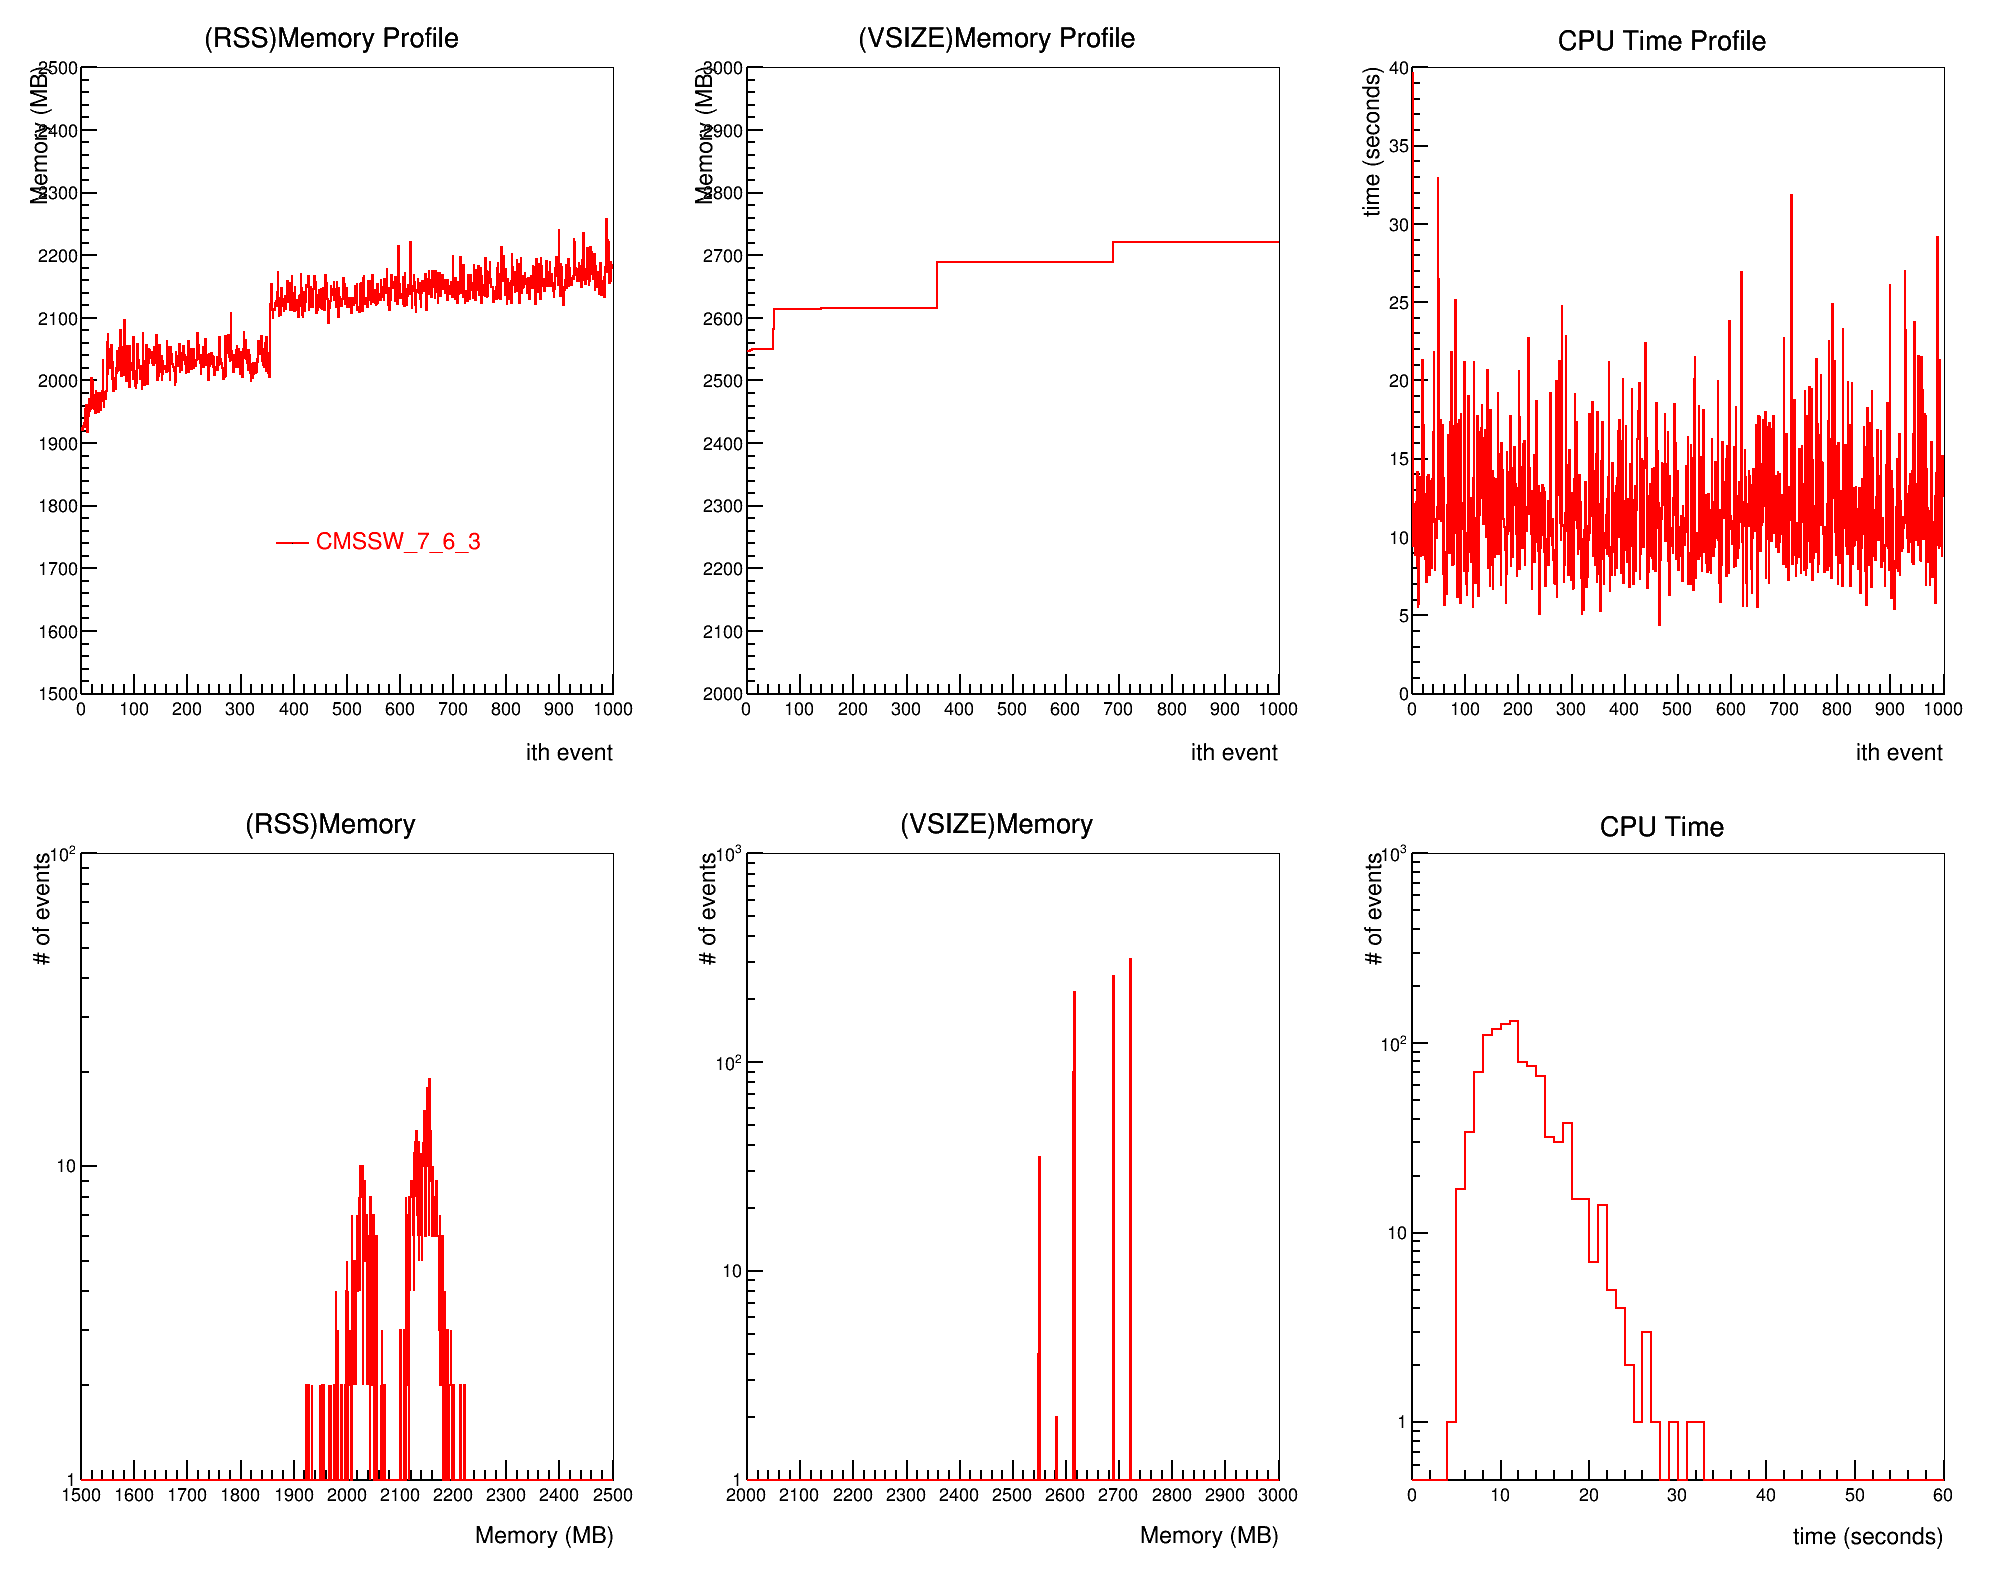 (RSS)Memory Profile
Memory (MB)
2500
2400
2300
2200
2100
2000
1900
1800
1700
1600
1500
CMSSW_7_6_3
0 100 200 300 400 500 600 700 800 900 1000
ith event
(VSIZE)Memory Profile
Memory (MB)
3000
2900
2800
2700
2600
2500
2400
2300
2200
2100
2000
0 100 200 300 400 500 600 700 800 900 1000
ith event
CPU Time Profile
time (seconds)
40
35
30
25
20
15
10
5
0
0 100 200 300 400 500 600 700 800 900 1000
ith event
(RSS)Memory
# of events
10²
10
1
1500 1600 1700 1800 1900 2000 2100 2200 2300 2400 2500
Memory (MB)
(VSIZE)Memory
# of events
10³
10²
10
1
2000 2100 2200 2300 2400 2500 2600 2700 2800 2900 3000
Memory (MB)
CPU Time
# of events
10³
10²
10
1
0 10 20 30 40 50 60
time (seconds)